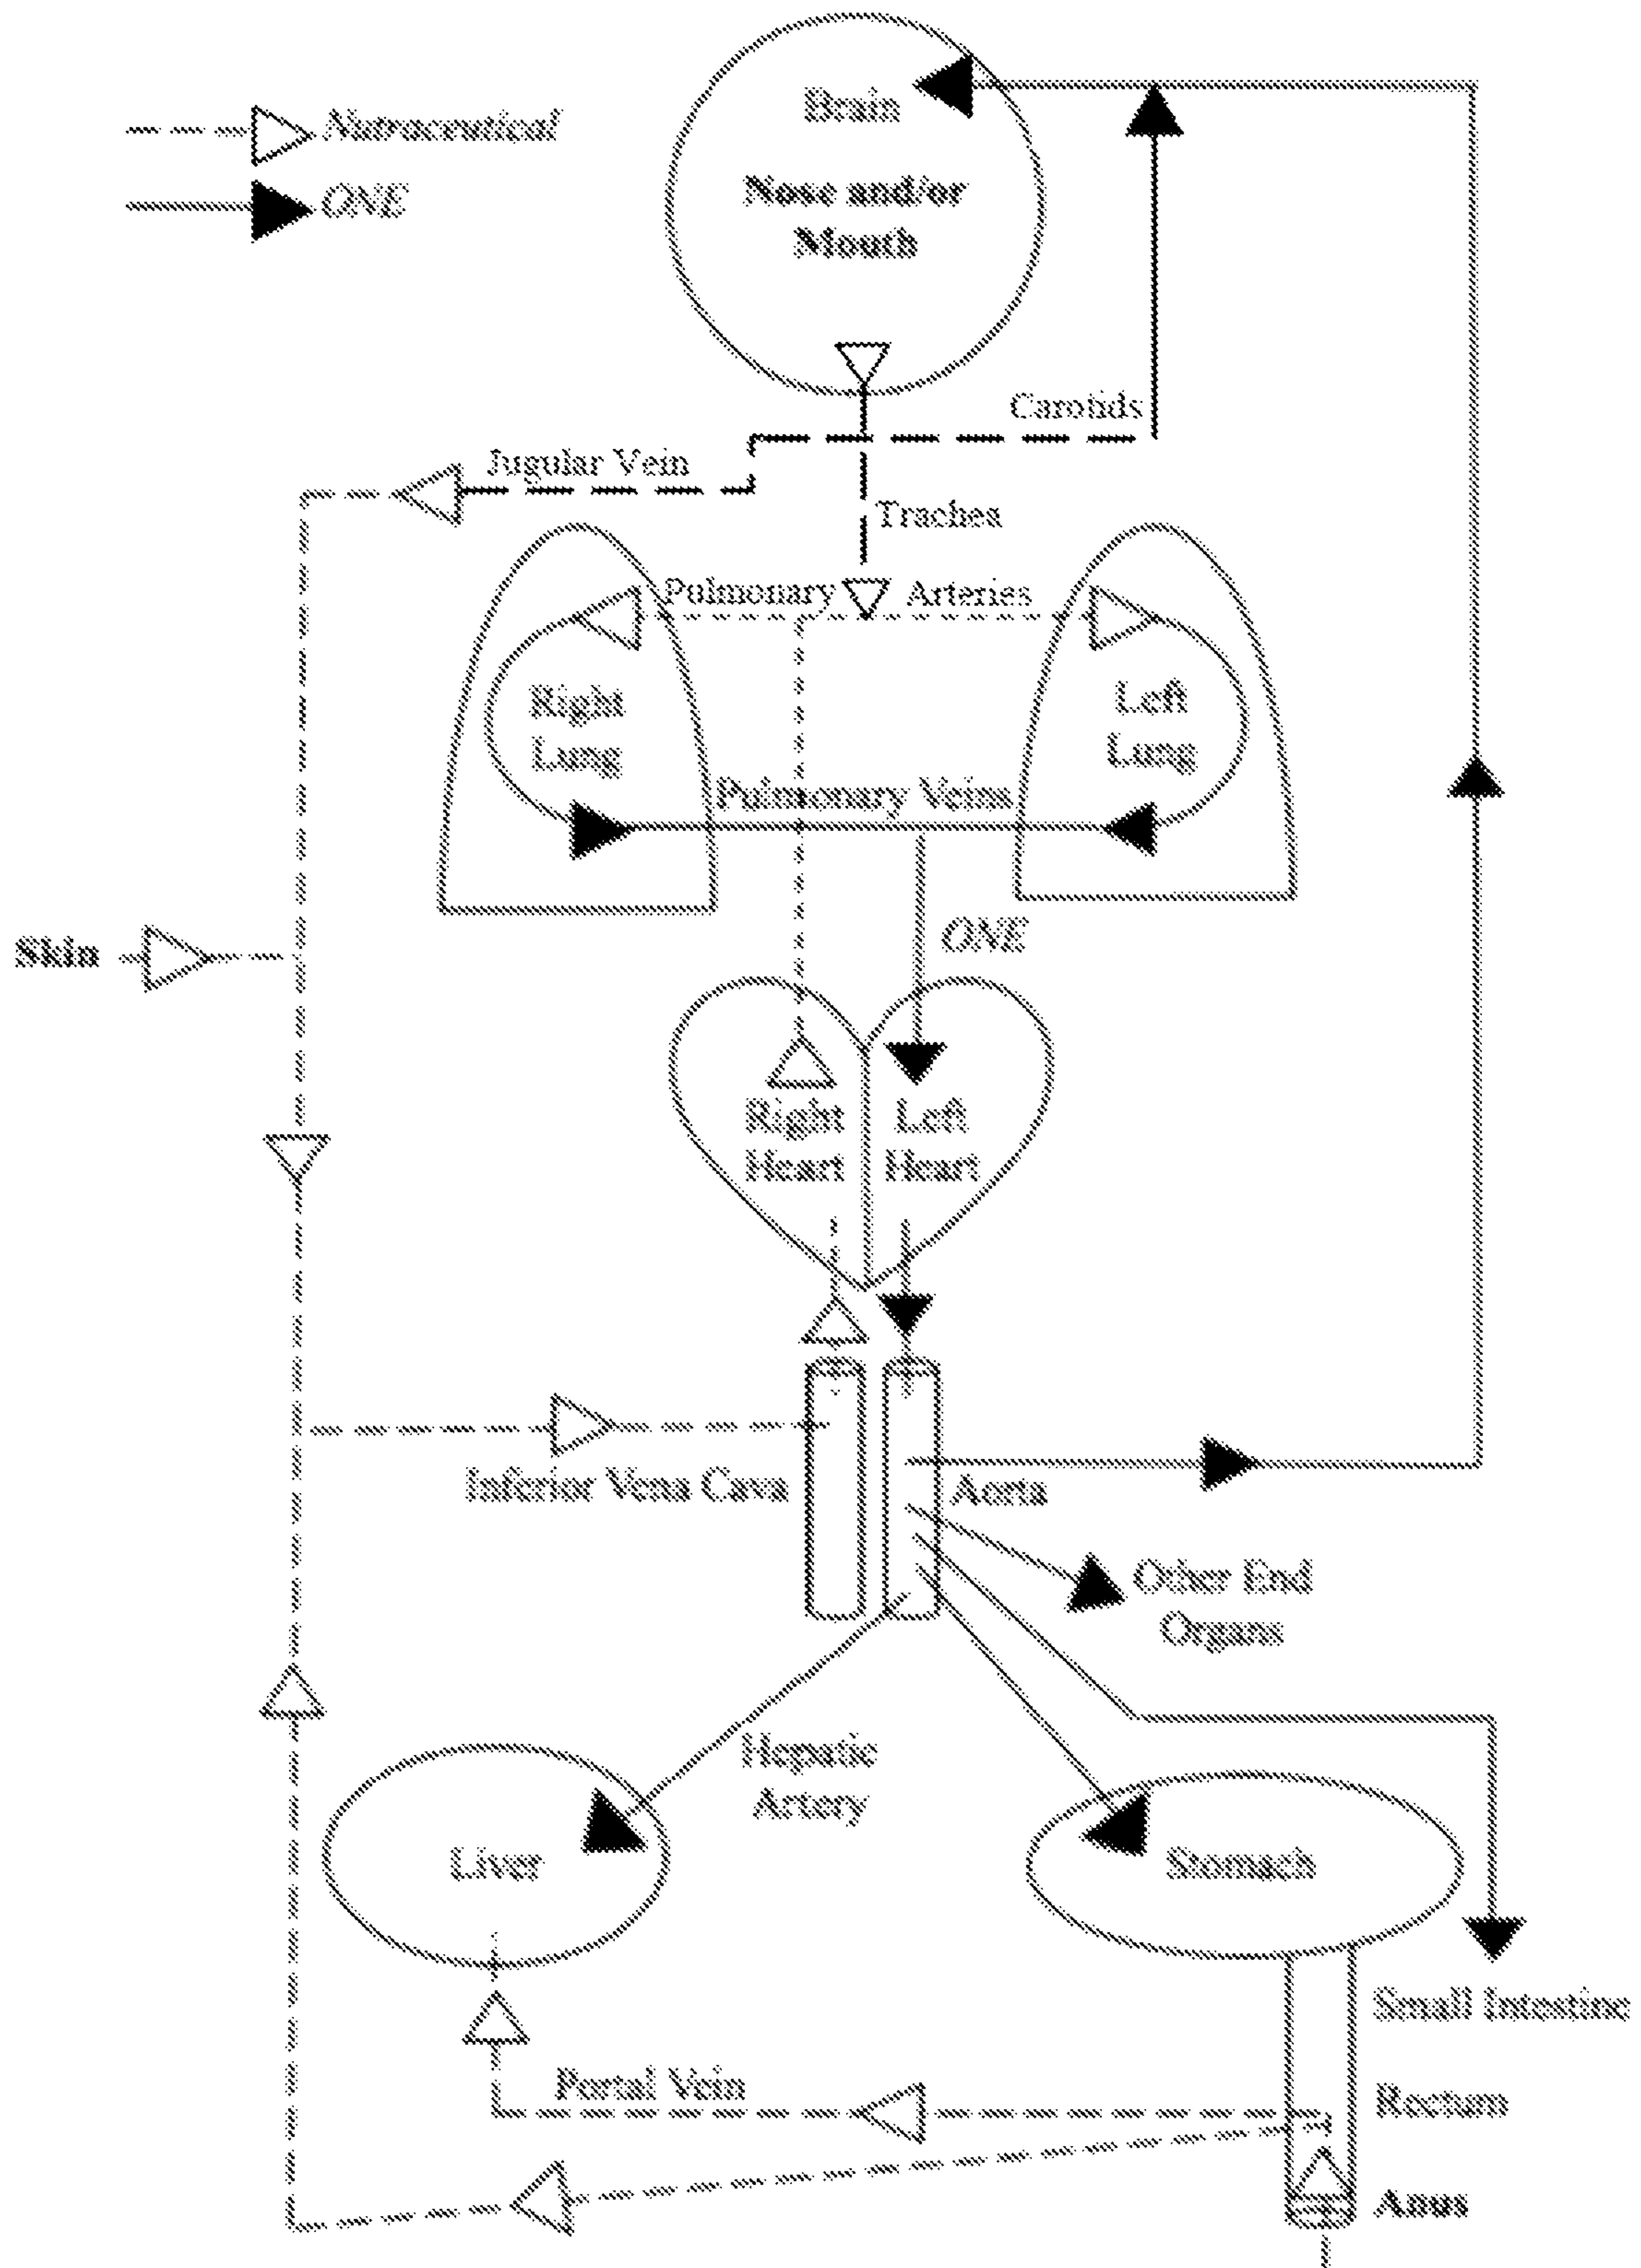 Brain
Nutraceutical
ONE
Nose and/or
Mouth
Carotids
Jugular Vein
Trachea
Pulmonary Arteries
Right
Lung
Left
Lung
Pulmonary Veins
Skin
ONE
Right
Heart
Left
Heart
Inferior Vena Cava
Aorta
Other End
Organs
Hepatic
Artery
Liver
Stomach
Small Intestine
Portal Vein
Rectum
Anus